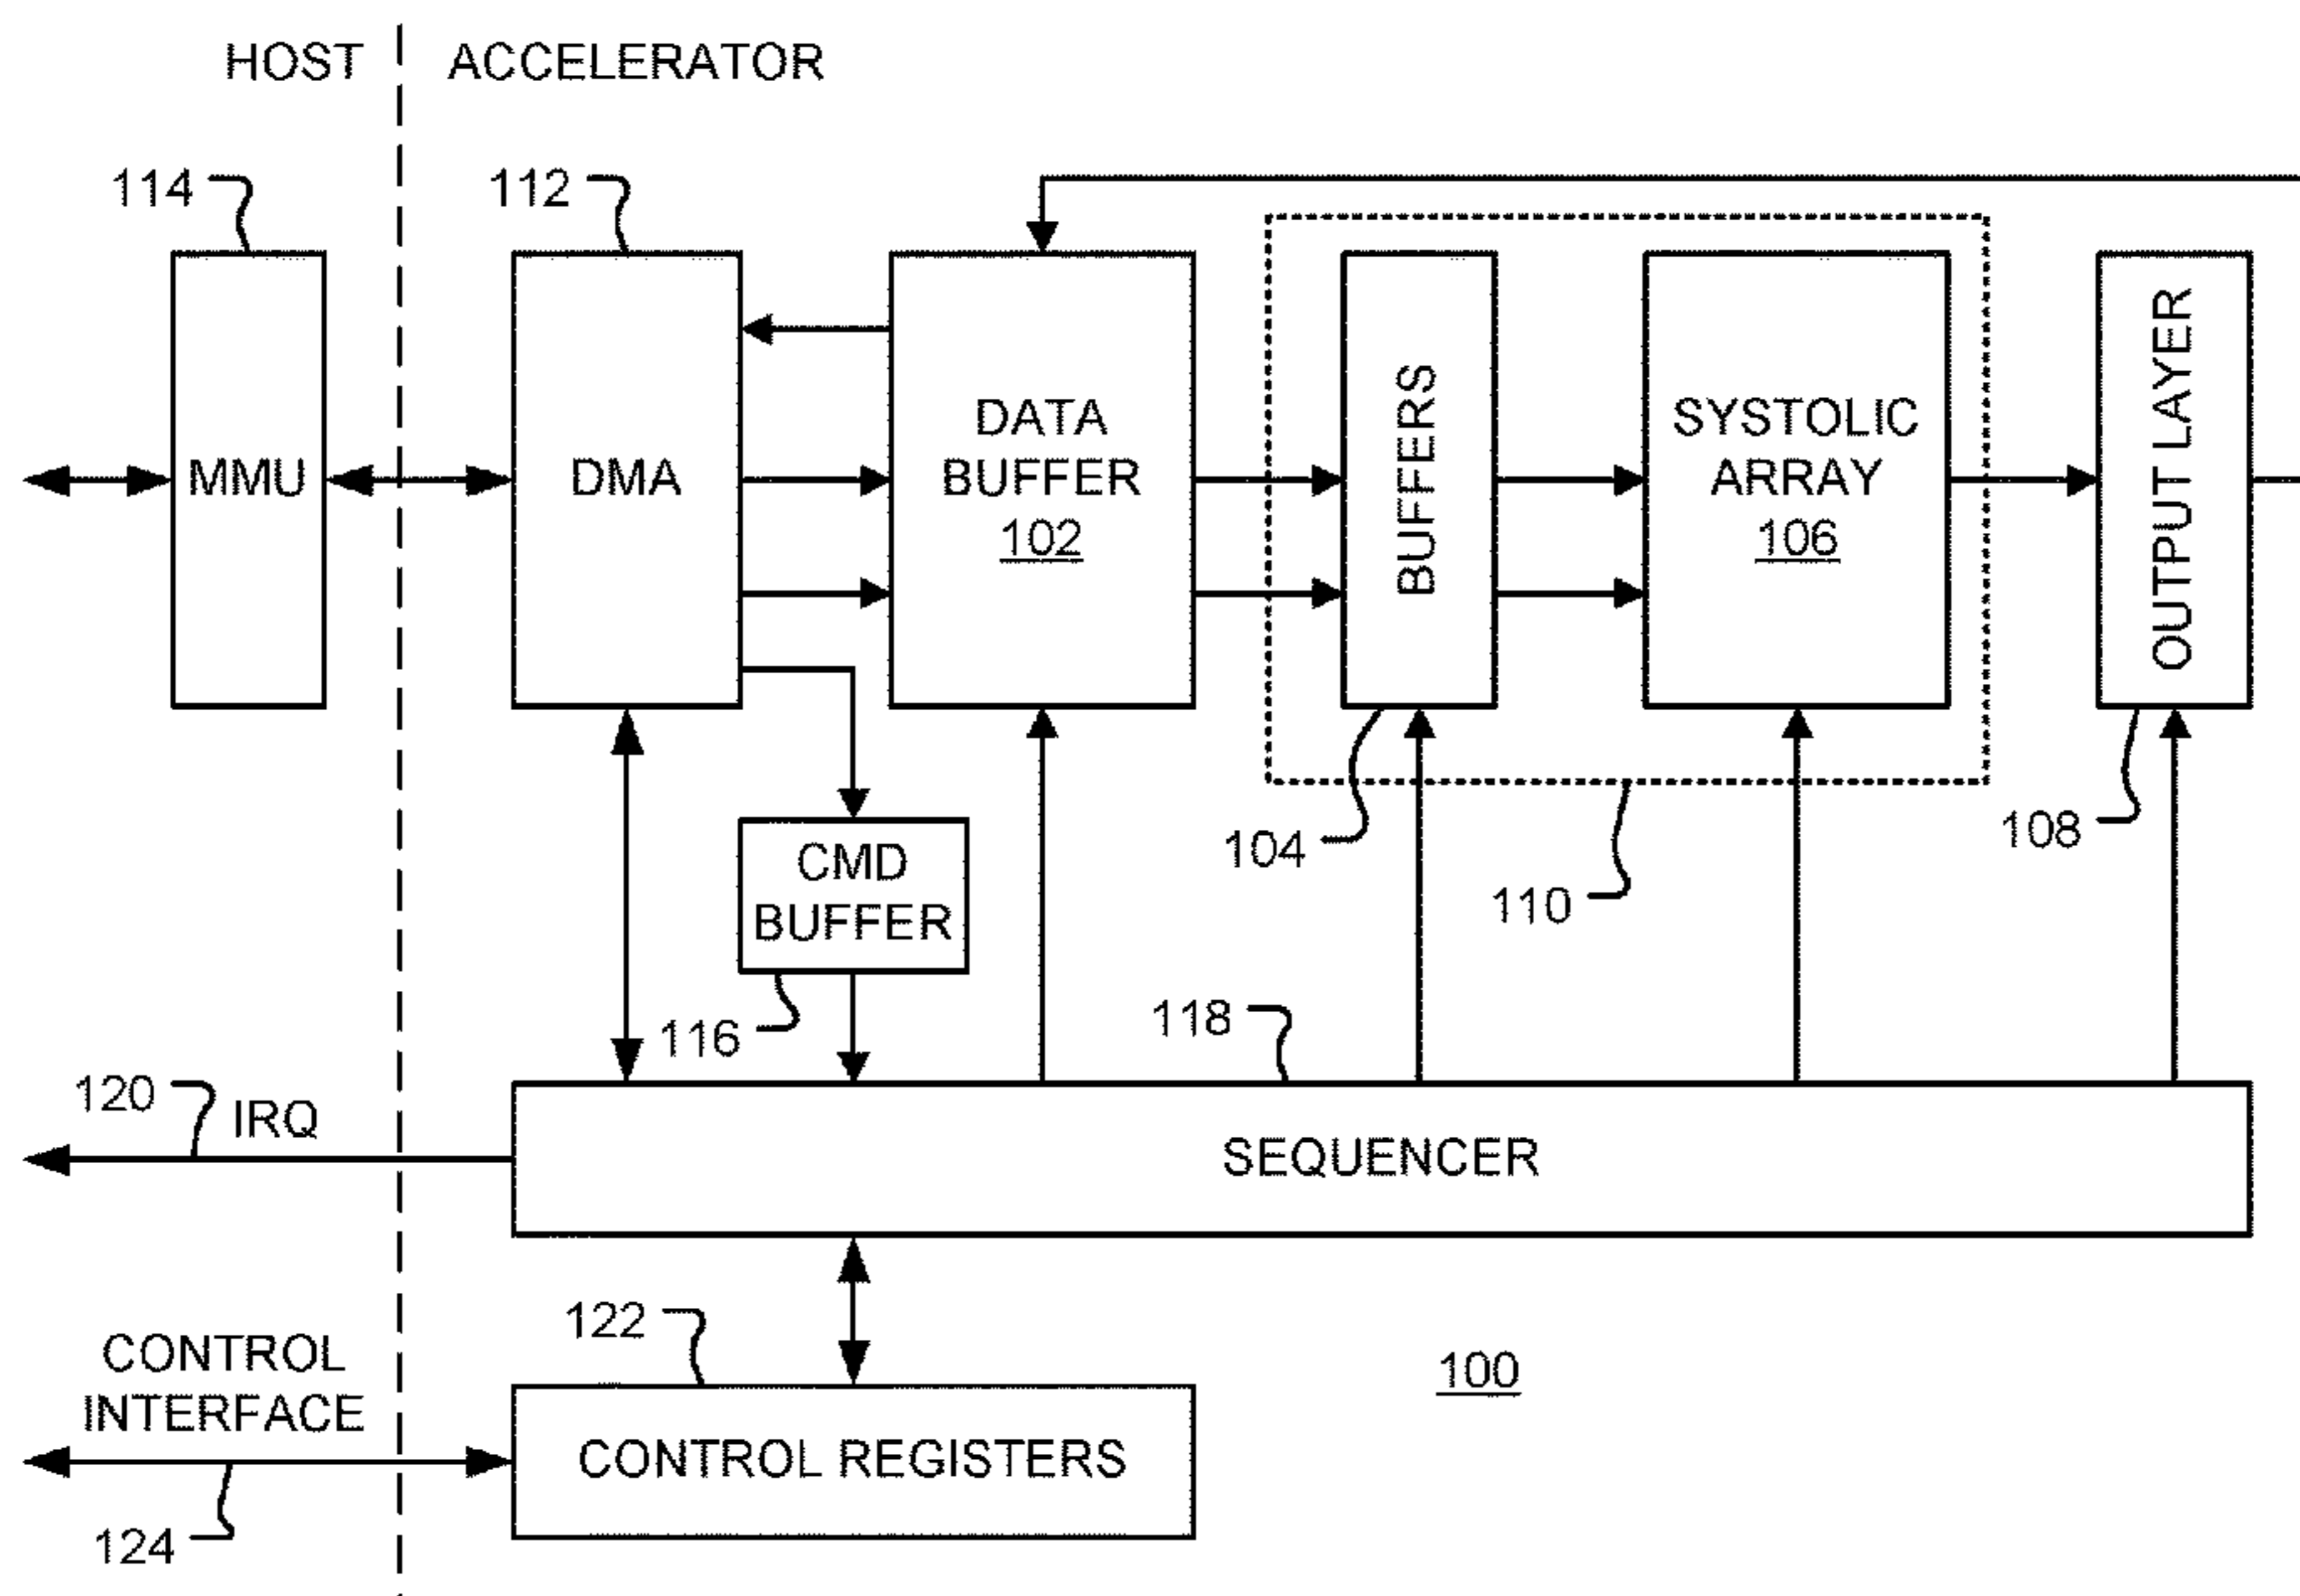 HOST
ACCELERATOR
114
112
MMU
DMA
DATA
BUFFER
102
BUFFERS
SYSTOLIC
ARRAY
106
OUTPUT LAYER
CMD
BUFFER
104
108
110
116
118
120
IRQ
SEQUENCER
122
CONTROL
INTERFACE
100
CONTROL REGISTERS
124